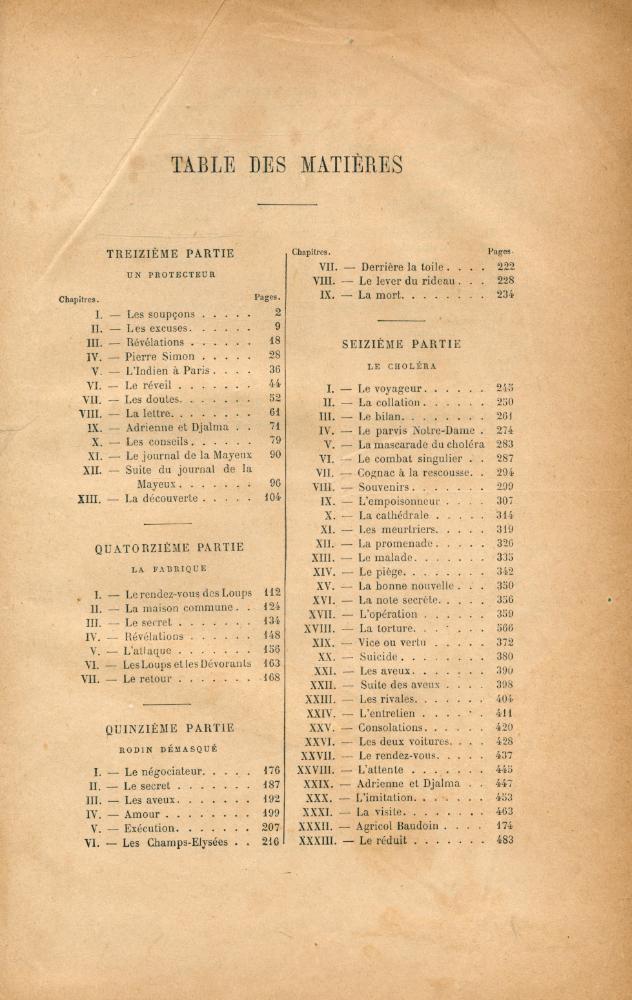 TABLE DES MATIÈRES
TREIZIÈME PARTIE
UN PROTECTEUR
Chapitres. Pages.
I. — Les soupçons . . . . . 2
II. — Les excuses. . . . . . 9
III. — Révélations . . . . . . 18
IV. — Pierre Simon . . . . . 28
V. — L'Indien à Paris . . . . 36
VI. — Le réveil . . . . . . . 44
VII. — Les doutes. . . . . . . 52
VIII. — La lettre. . . . . . . . 61
IX. — Adrienne et Djalma . . 71
X. — Les conseils. . . . . . 79
XI. — Le journal de la Mayeux 90
XII. — Suite du journal de la
Mayeux . . . . . . . 96
XIII. — La découverte . . . . . 104
QUATORZIÈME PARTIE
LA FABRIQUE
I. — Le rendez-vous des Loups 112
II. — La maison commune . . 124
III. — Le secret . . . . . . . 134
IV. — Révélations . . . . . . 148
V. — L'attaque . . . . . . . 156
VI. — Les Loups et les Dévorants 163
VII. — Le retour . . . . . . . 168
QUINZIÈME PARTIE
RODIN DÉMASQUÉ
I. — Le négociateur. . . . . 176
II. — Le secret . . . . . . . 187
III. — Les aveux. . . . . . . 192
IV. — Amour . . . . . . . . 199
V. — Exécution. . . . . . . 207
VI. — Les Champs-Elysées . . 216
Chapitres. Pages.
VII. — Derrière la toile . . . . 222
VIII. — Le lever du rideau . . . 228
IX. — La mort. . . . . . . . 234
SEIZIÈME PARTIE
LE CHOLÉRA
I. — Le voyageur . . . . . . 245
II. — La collation . . . . . . 250
III. — Le bilan. . . . . . . . 261
IV. — Le parvis Notre-Dame . 274
V. — La mascarade du choléra 283
VI. — Le combat singulier . . 287
VII. — Cognac à la rescousse. . 294
VIII. — Souvenirs . . . . . . . 299
IX. — L'empoisonneur . . . . 307
X. — La cathédrale . . . . . 314
XI. — Les meurtriers. . . . . 319
XII. — La promenade . . . . . 326
XIII. — Le malade. . . . . . . 335
XIV. — Le piège. . . . . . . . 342
XV. — La bonne nouvelle . . . 350
XVI. — La note secrète. . . . . 356
XVII. — L'opération . . . . . . 359
XVIII. — La torture. . . . . . . 566
XIX. — Vice ou vertu . . . . . 372
XX. — Suicide . . . . . . . . 380
XXI. — Les aveux. . . . . . . 390
XXII. — Suite des aveux . . . . 398
XXIII. — Les rivales. . . . . . . 404
XXIV. — L'entretien . . . . . . 411
XXV. — Consolations. . . . . . 420
XXVI. — Les deux voitures. . . . 428
XXVII. — Le rendez-vous. . . . . 437
XXVIII. — L'attente . . . . . . . 445
XXIX. — Adrienne et Djalma . . 447
XXX. — L'imitation. . . . . . . 453
XXXI. — La visite. . . . . . . . 463
XXXII. — Agricol Baudoin . . . . 174
XXXIII. — Le réduit . . . . . . . 483